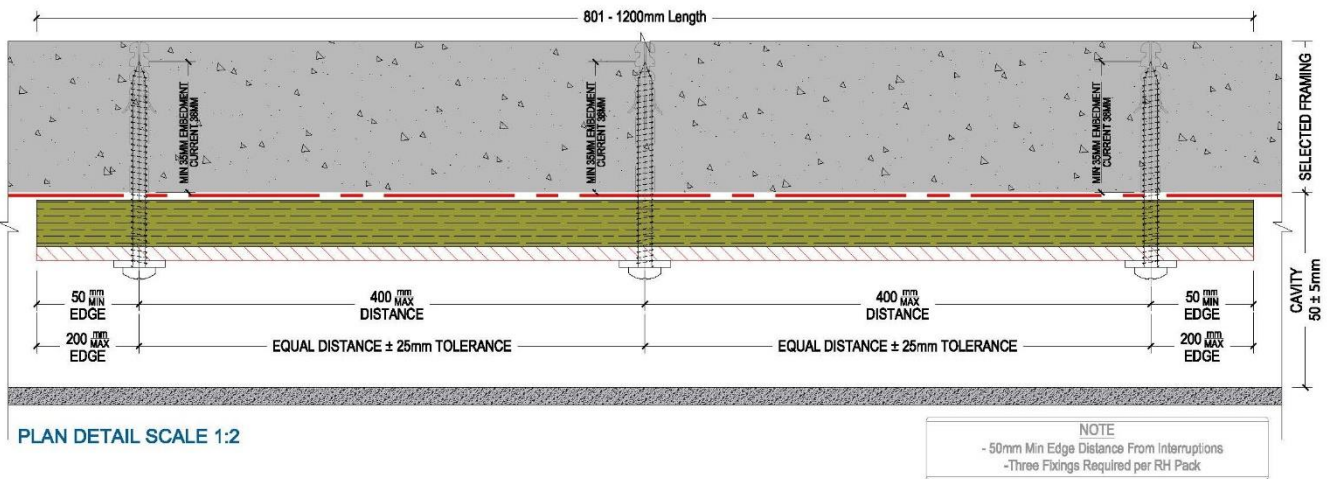 801 - 1200mm Length
MIN 35MM EMBEDMENT
CURRENT 38MM
MIN 35MM EMBEDMENT
CURRENT 38MM
MIN 35MM EMBEDMENT
CURRENT 38MM
SELECTED FRAMING
50 mm MIN
EDGE
400 mm MAX
DISTANCE
400 mm MAX
DISTANCE
50 mm MIN
EDGE
CAVITY
50 ± 5mm
200 mm MAX
EDGE
EQUAL DISTANCE ± 25mm TOLERANCE
EQUAL DISTANCE ± 25mm TOLERANCE
200 mm MAX
EDGE
PLAN DETAIL SCALE 1:2
NOTE
- 50mm Min Edge Distance From Interruptions
-Three Fixings Required per RH Pack